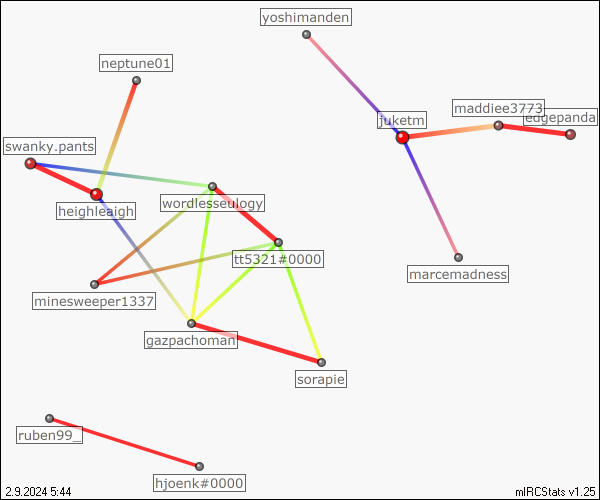 yoshimanden
neptune01
maddiee3773
edgepanda
juketm
swanky.pants
wordlesseulogy
heighleaigh
tt5321#0000
marcemadness
minesweeper1337
gazpachoman
sorapie
ruben99_
hjoenk#0000
2.9.2024 5:44
mIRCStats v1.25